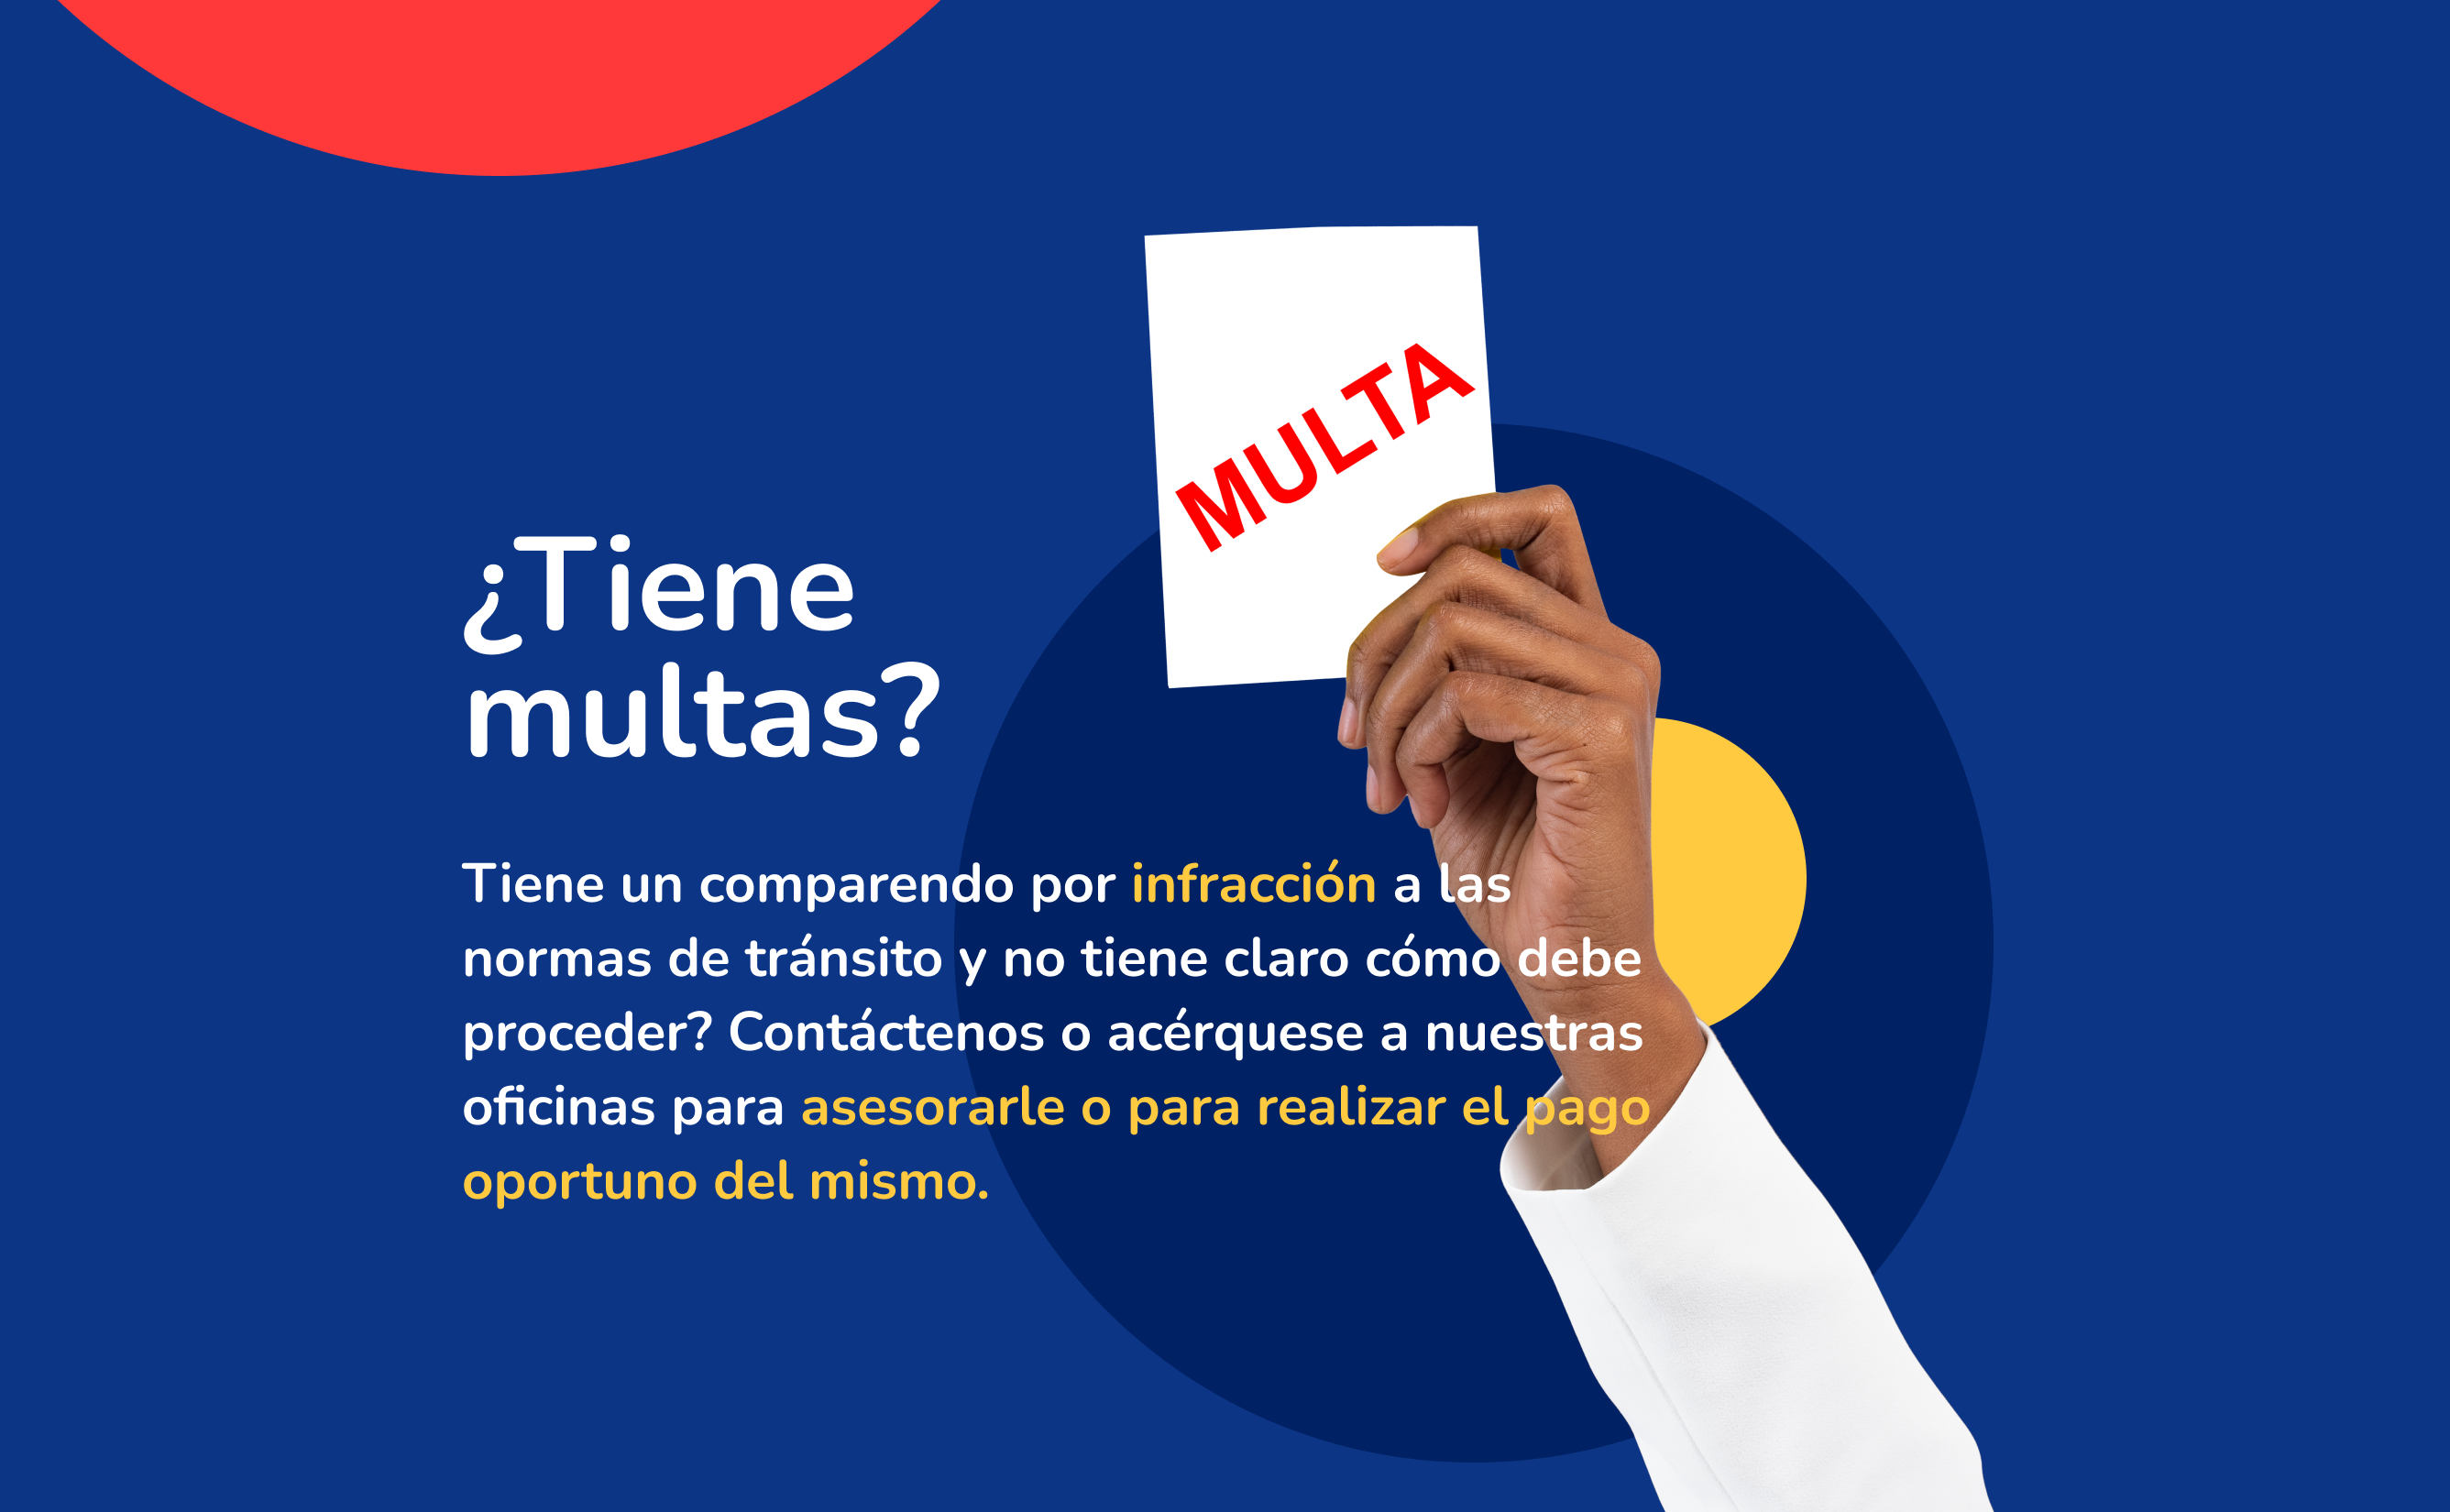 MULTA
¿Tiene
multas?
Tiene un comparendo por infracción a las
normas de tránsito y no tiene claro cómo debe
proceder? Contáctenos o acérquese a nuestras
oficinas para asesorarle o para realizar el pago
oportuno del mismo.